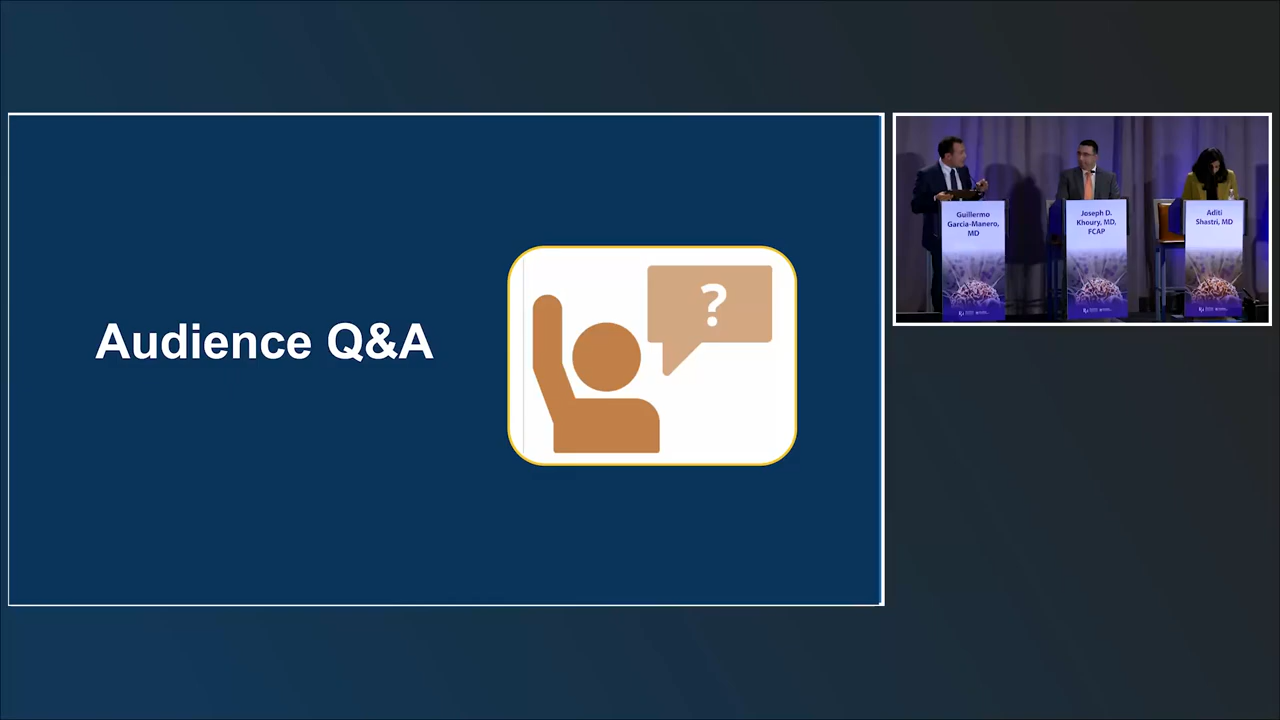 Audience Q&A
?
Guillermo
Garcia-Manero,
MD
Joseph D.
Khoury, MD,
FCAP
Aditi
Shastri, MD